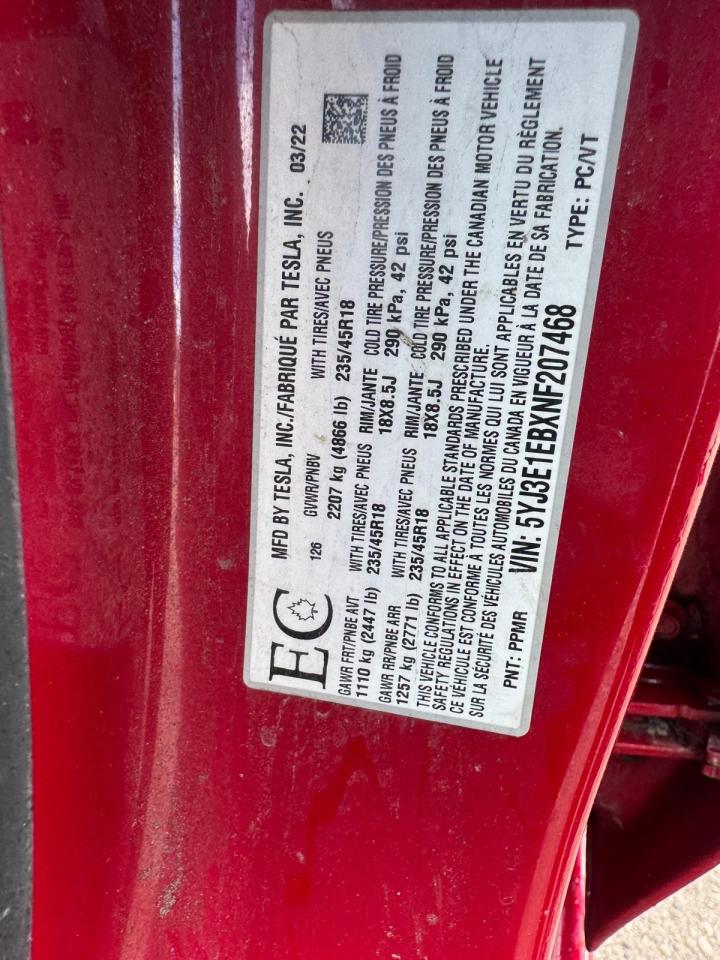 EC
MFD BY TESLA, INC./FABRIQUÉ PAR TESLA, INC. 03/22
126 GVWR/PNBV
2207 kg (4866 lb) WITH TIRES/AVEC PNEUS 235/45R18
GAWR FRT/PNBE AVT WITH TIRES/AVEC PNEUS RIM/JANTE COLD TIRE PRESSURE/PRESSION DES PNEUS À FROID
1110 kg (2447 lb) 235/45R18 18X8.5J 290 kPa, 42 psi
GAWR RR/PNBE ARR WITH TIRES/AVEC PNEUS RIM/JANTE COLD TIRE PRESSURE/PRESSION DES PNEUS À FROID
1257 kg (2771 lb) 235/45R18 18X8.5J 290 kPa, 42 psi
THIS VEHICLE CONFORMS TO ALL APPLICABLE STANDARDS PRESCRIBED UNDER THE CANADIAN MOTOR VEHICLE
SAFETY REGULATIONS IN EFFECT ON THE DATE OF MANUFACTURE.
CE VÉHICULE EST CONFORME À TOUTES LES NORMES QUI LUI SONT APPLICABLES EN VERTU DU RÈGLEMENT
SUR LA SÉCURITÉ DES VÉHICULES AUTOMOBILES DU CANADA EN VIGUEUR À LA DATE DE SA FABRICATION.
PNT: PPMR VIN: 5YJ3E1EBXNF207468 TYPE: PC/VT